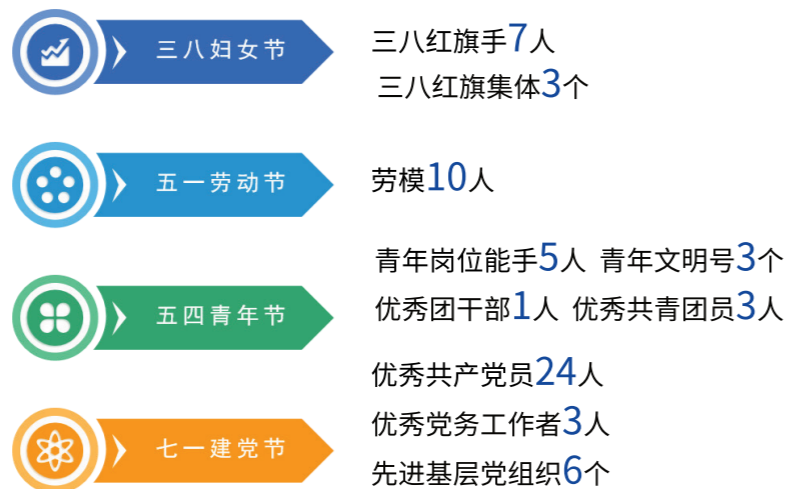 三八妇女节
三八红旗手7人
三八红旗集体3个
五一劳动节
劳模10人
五四青年节
青年岗位能手5人 青年文明号3个
优秀团干部1人 优秀共青团员3人
七一建党节
优秀共产党员24人
优秀党务工作者3人
先进基层党组织6个